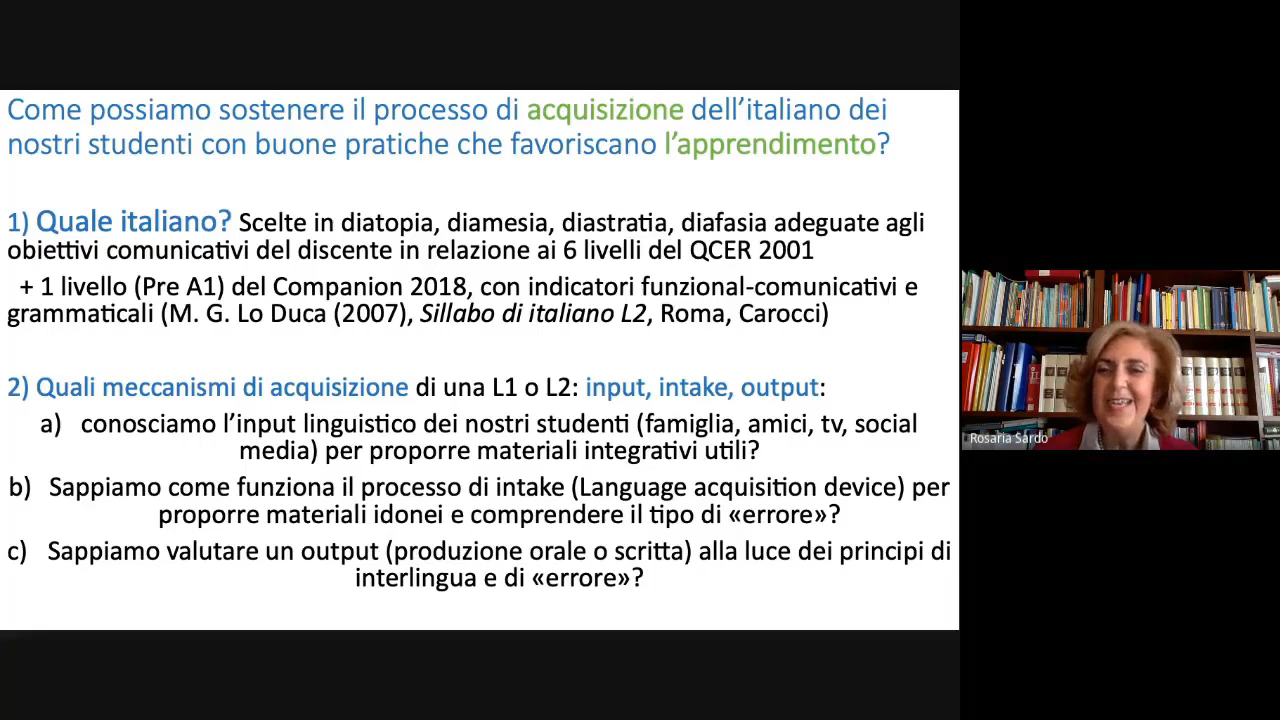 Come possiamo sostenere il processo di acquisizione dell'italiano dei
nostri studenti con buone pratiche che favoriscano l'apprendimento?
1) Quale italiano? Scelte in diatopia, diamesia, diastratia, diafasia adeguate agli
obiettivi comunicativi del discente in relazione ai 6 livelli del QCER 2001
+ 1 livello (Pre A1) del Companion 2018, con indicatori funzional-comunicativi e
grammaticali (M. G. Lo Duca (2007), Sillabo di italiano L2, Roma, Carocci)
2) Quali meccanismi di acquisizione di una L1 o L2: input, intake, output:
a) conosciamo l'input linguistico dei nostri studenti (famiglia, amici, tv, social
media) per proporre materiali integrativi utili?
b) Sappiamo come funziona il processo di intake (Language acquisition device) per
proporre materiali idonei e comprendere il tipo di «errore»?
c) Sappiamo valutare un output (produzione orale o scritta) alla luce dei principi di
interlingua e di «errore»?
Rosaria Sardo